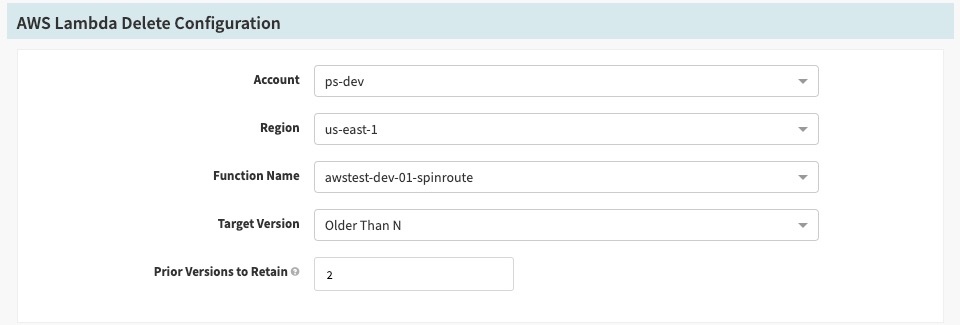 AWS Lambda Delete Configuration
Account ps-dev
Region us-east-1
Function Name awstest-dev-01-spinroute
Target Version Older Than N
Prior Versions to Retain ? 2